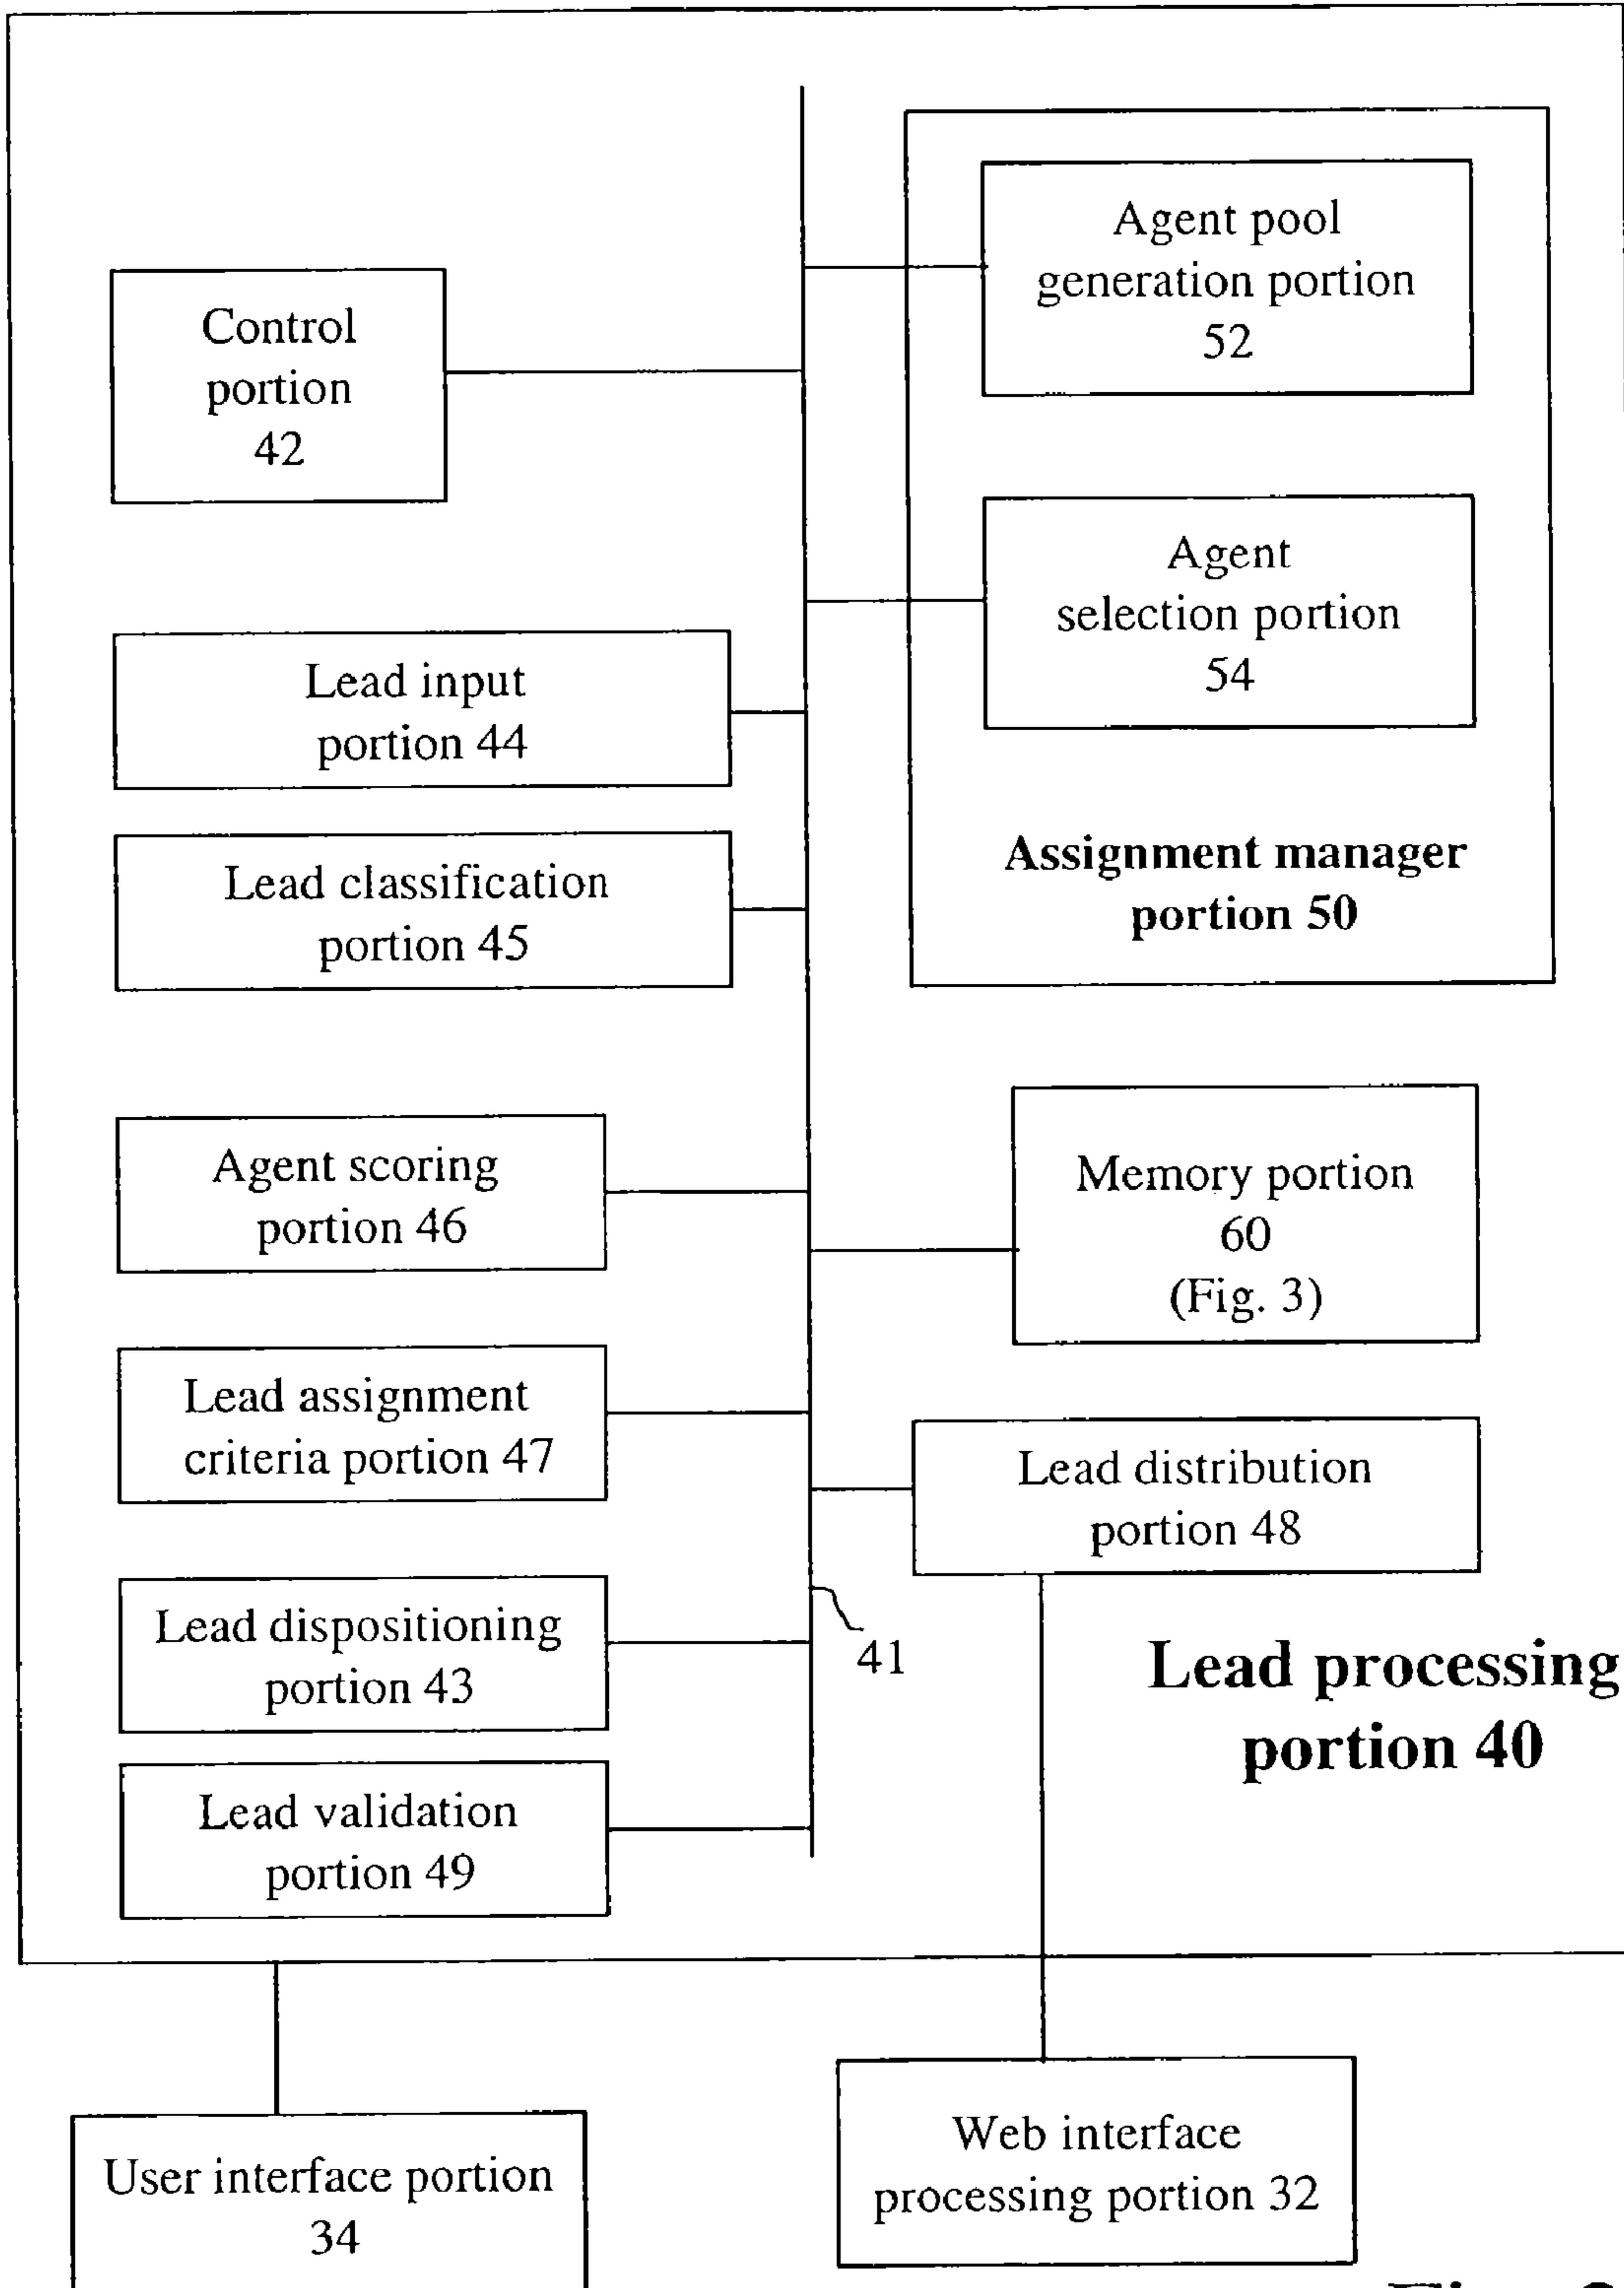 Control
portion
42
Agent pool
generation portion
52
Agent
selection portion
54
Assignment manager
portion 50
Lead input
portion 44
Lead classification
portion 45
Agent scoring
portion 46
Memory portion
60
(Fig. 3)
Lead assignment
criteria portion 47
Lead distribution
portion 48
Lead dispositioning
portion 43
41
Lead processing
portion 40
Lead validation
portion 49
User interface portion
34
Web interface
processing portion 32